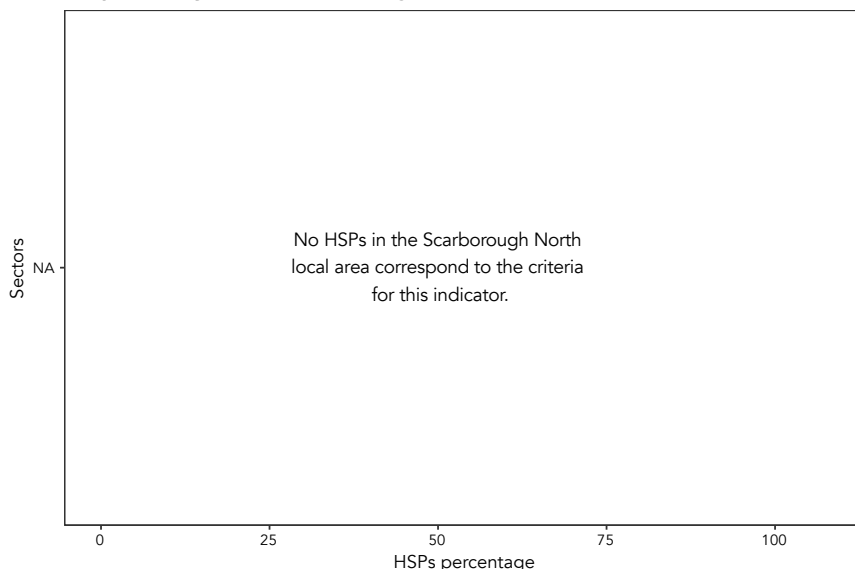 Sectors
NA
No HSPs in the Scarborough North
local area correspond to the criteria
for this indicator.
0 25 50 75 100
HSPs percentage